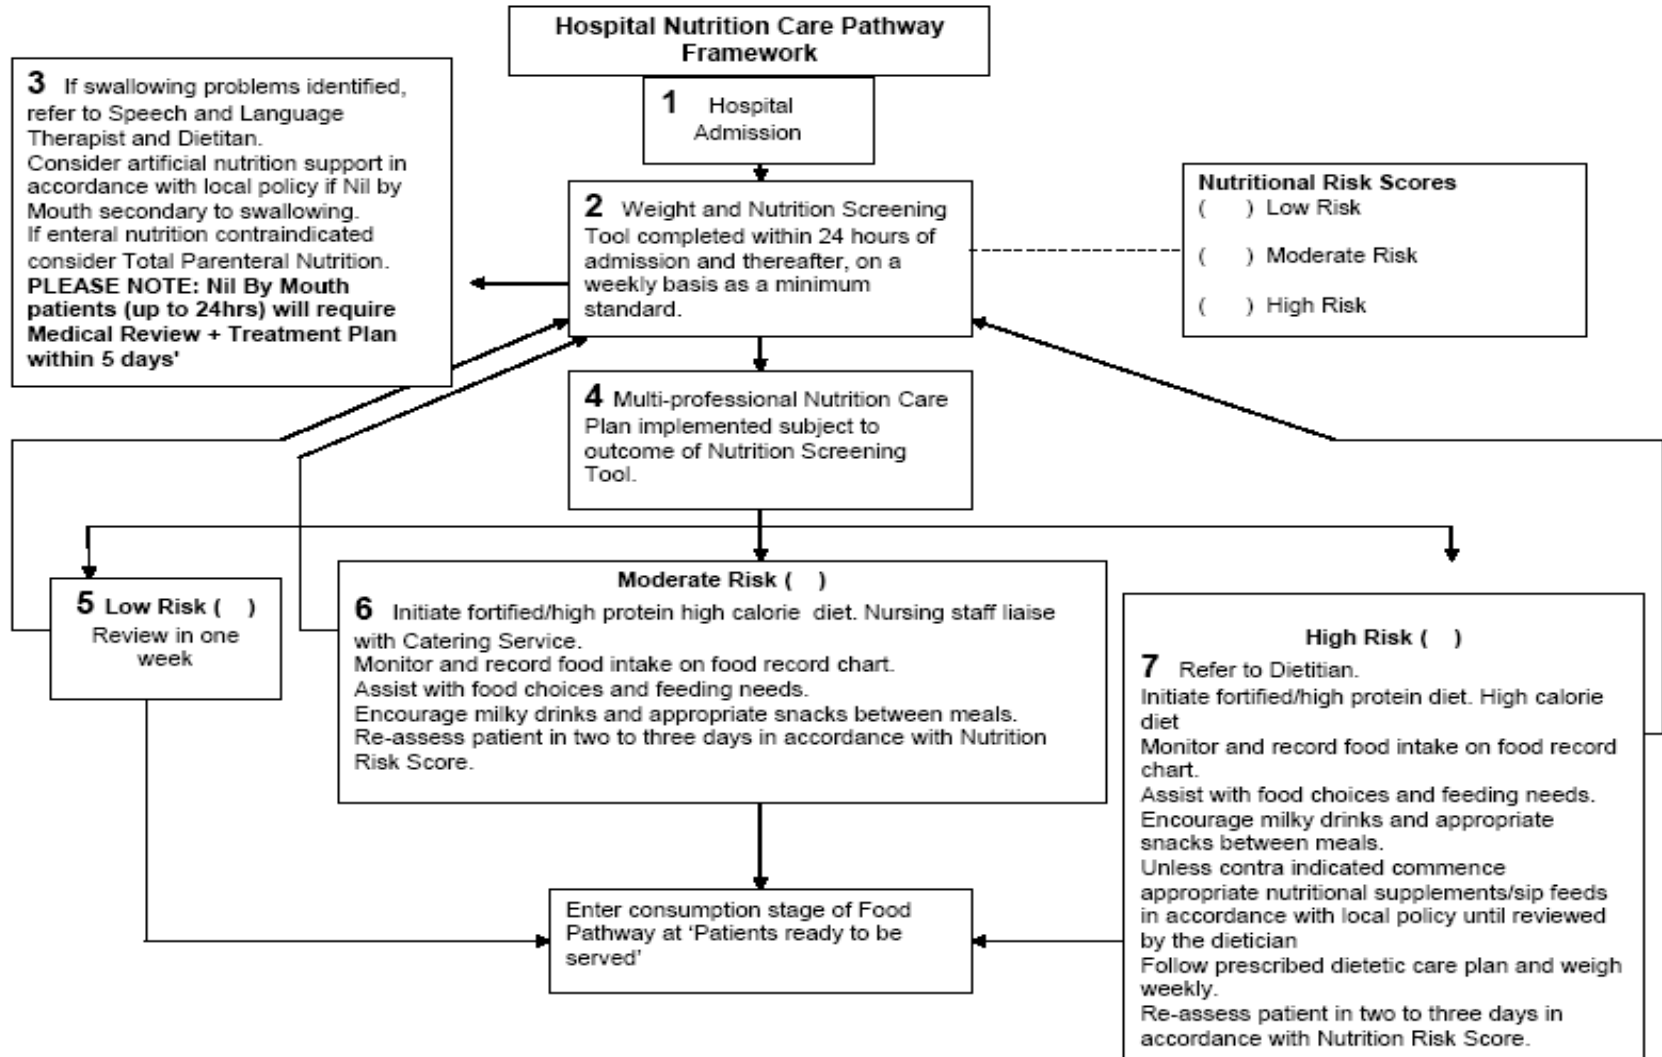 Hospital Nutrition Care Pathway
Framework
1 Hospital
Admission
2 Weight and Nutrition Screening
Tool completed within 24 hours of
admission and thereafter, on a
weekly basis as a minimum
standard.
Nutritional Risk Scores
( ) Low Risk
( ) Moderate Risk
( ) High Risk
3 If swallowing problems identified,
refer to Speech and Language
Therapist and Dietitan.
Consider artificial nutrition support in
accordance with local policy if Nil by
Mouth secondary to swallowing.
If enteral nutrition contraindicated
consider Total Parenteral Nutrition.
PLEASE NOTE: Nil By Mouth
patients (up to 24hrs) will require
Medical Review + Treatment Plan
within 5 days'
4 Multi-professional Nutrition Care
Plan implemented subject to
outcome of Nutrition Screening
Tool.
5 Low Risk ( )
Review in one
week
Moderate Risk ( )
6 Initiate fortified/high protein high calorie diet. Nursing staff liaise
with Catering Service.
Monitor and record food intake on food record chart.
Assist with food choices and feeding needs.
Encourage milky drinks and appropriate snacks between meals.
Re-assess patient in two to three days in accordance with Nutrition
Risk Score.
High Risk ( )
7 Refer to Dietitian.
Initiate fortified/high protein diet. High calorie
diet
Monitor and record food intake on food record
chart.
Assist with food choices and feeding needs.
Encourage milky drinks and appropriate
snacks between meals.
Unless contra indicated commence
appropriate nutritional supplements/sip feeds
in accordance with local policy until reviewed
by the dietician
Follow prescribed dietetic care plan and weigh
weekly.
Re-assess patient in two to three days in
accordance with Nutrition Risk Score.
Enter consumption stage of Food
Pathway at ‘Patients ready to be
served’